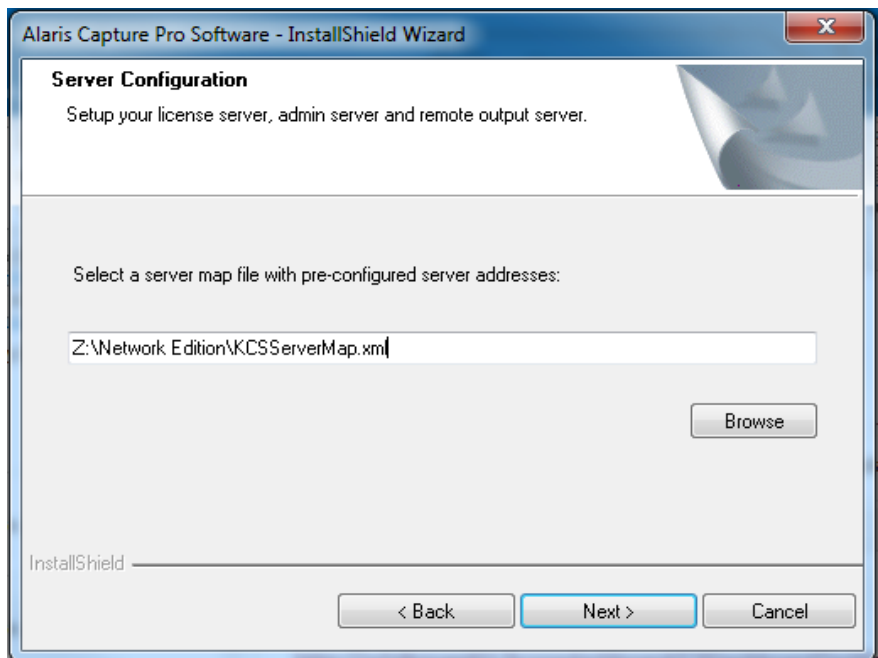 Alaris Capture Pro Software - InstallShield Wizard
Server Configuration
Setup your license server, admin server and remote output server.
Select a server map file with pre-configured server addresses:
Z:\Network Edition\KCSServerMap.xml
Browse
InstallShield
< Back
Next >
Cancel